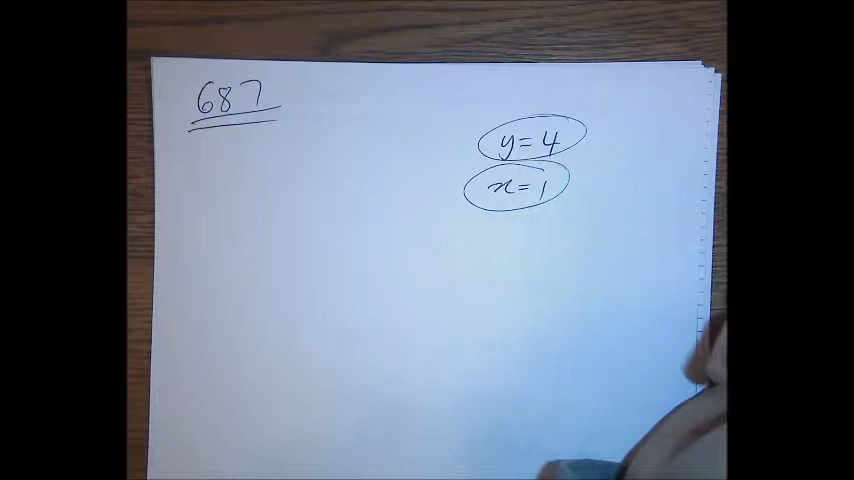 687
y = 4
x = 1